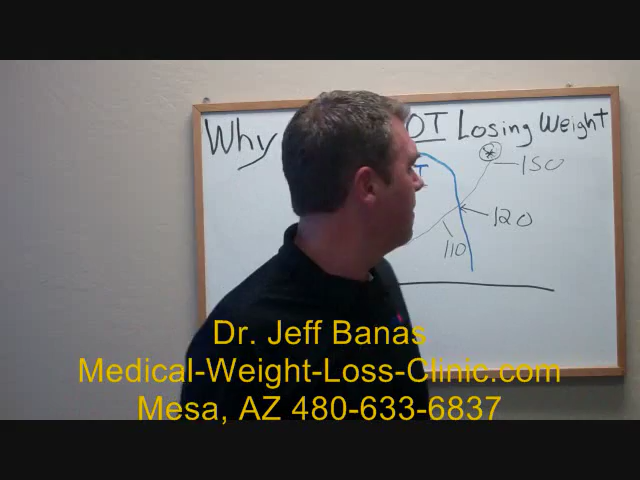 Why OT Losing Weight
T
150
120
110
Dr. Jeff Banas
Medical-Weight-Loss-Clinic.com
Mesa, AZ 480-633-6837